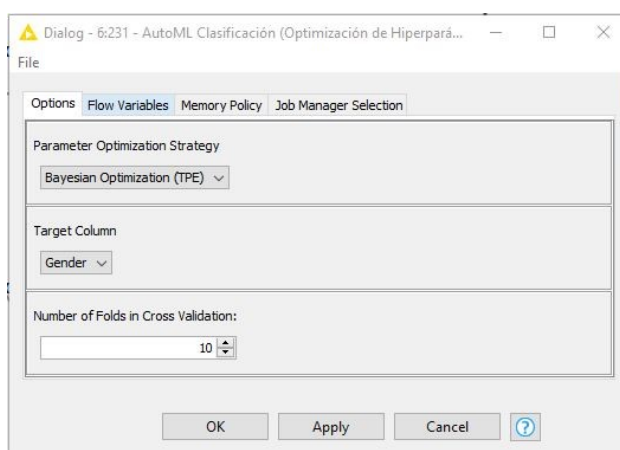 Dialog - 6:231 - AutoML Clasificación (Optimización de Hiperpará...
File
Options Flow Variables Memory Policy Job Manager Selection
Parameter Optimization Strategy
Bayesian Optimization (TPE)
Target Column
Gender
Number of Folds in Cross Validation:
10
OK Apply Cancel ?